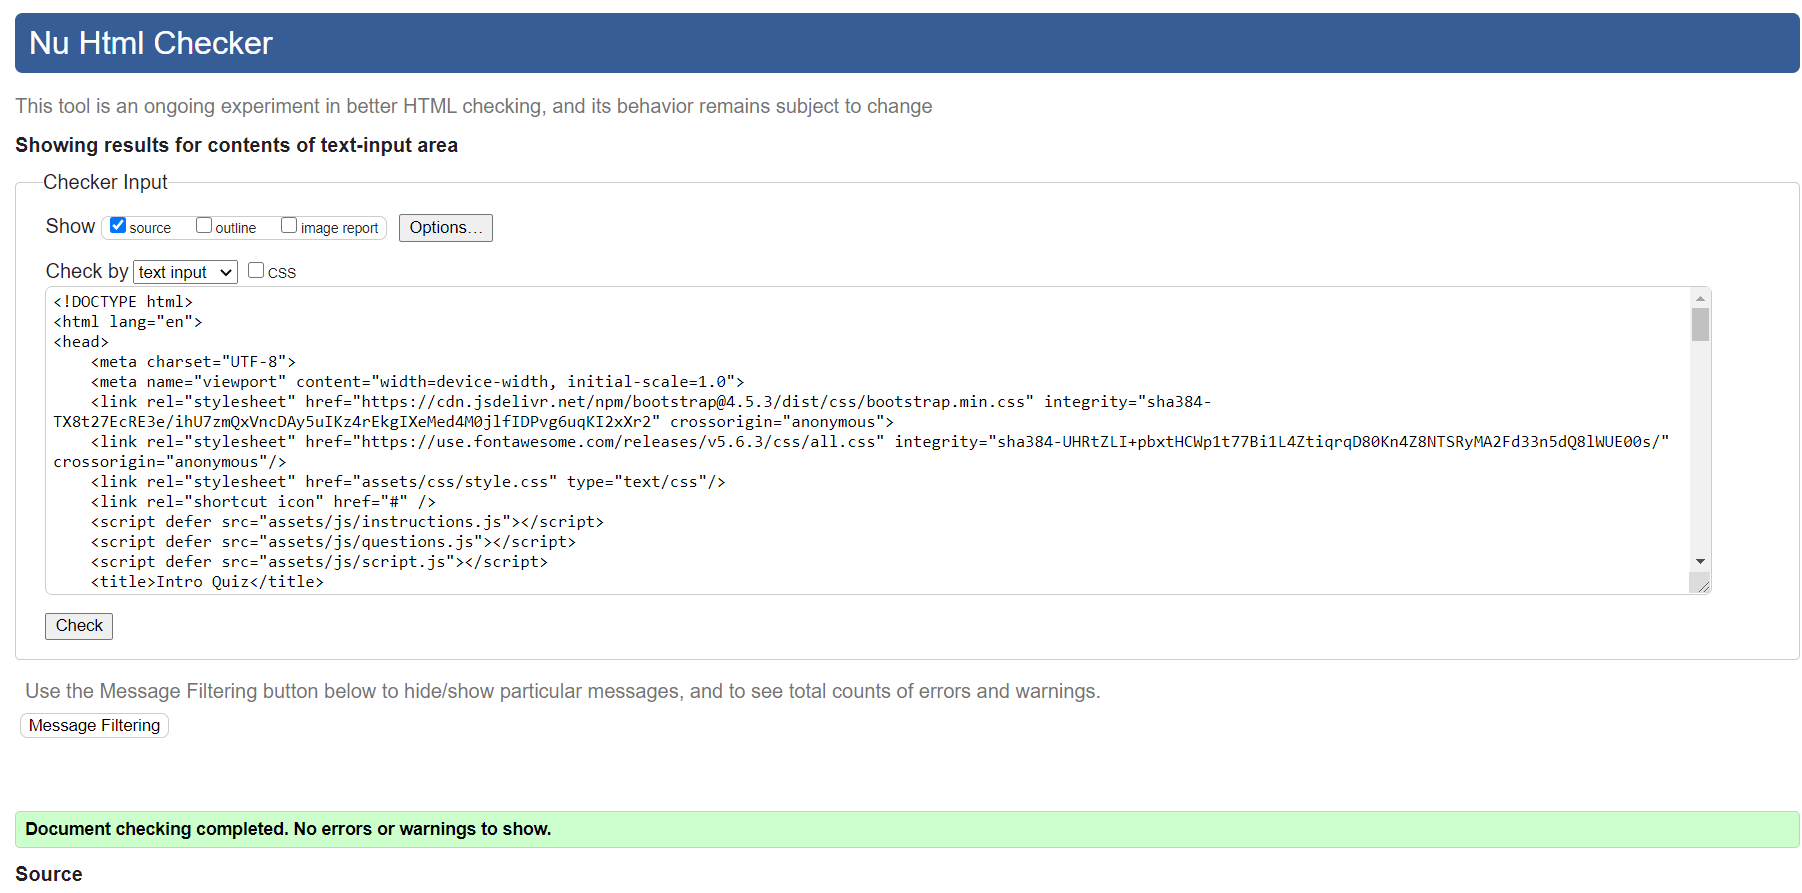 Nu Html Checker
This tool is an ongoing experiment in better HTML checking, and its behavior remains subject to change
Showing results for contents of text-input area
Checker Input
Show source outline image report Options...
Check by text input CSS
<!DOCTYPE html>
<html lang="en">
<head>
    <meta charset="UTF-8">
    <meta name="viewport" content="width=device-width, initial-scale=1.0">
    <link rel="stylesheet" href="https://cdn.jsdelivr.net/npm/bootstrap@4.5.3/dist/css/bootstrap.min.css" integrity="sha384-
TX8t27EcRE3e/ihU7zmQxVncDAy5uIKz4rEkgIXeMed4M0jlfIDPvg6uqKI2xXr2" crossorigin="anonymous">
    <link rel="stylesheet" href="https://use.fontawesome.com/releases/v5.6.3/css/all.css" integrity="sha384-UHRtZLI+pbxtHCWp1t77Bi1L4ZtiqrqD80Kn4Z8NTSRyMA2Fd33n5dQ8lWUE00s/"
crossorigin="anonymous"/>
    <link rel="stylesheet" href="assets/css/style.css" type="text/css"/>
    <link rel="shortcut icon" href="#" />
    <script defer src="assets/js/instructions.js"></script>
    <script defer src="assets/js/questions.js"></script>
    <script defer src="assets/js/script.js"></script>
    <title>Intro Quiz</title>
Check
Use the Message Filtering button below to hide/show particular messages, and to see total counts of errors and warnings.
Message Filtering
Document checking completed. No errors or warnings to show.
Source